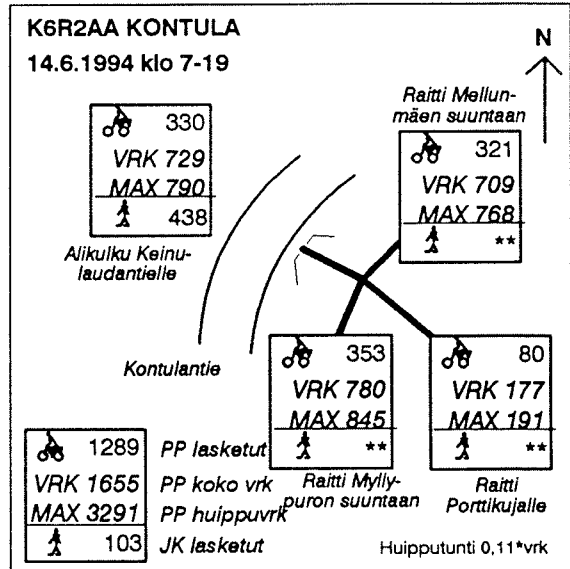 K6R2AA KONTULA
14.6.1994 klo 7-19
N
330
VRK 729
MAX 790
438
Alikulku Keinu-
laudantielle
Raitti Mellun-
mäen suuntaan
321
VRK 709
MAX 768
**
Kontulantie
353
VRK 780
MAX 845
**
Raitti Mylly-
puron suuntaan
80
VRK 177
MAX 191
**
Raitti
Porttikujalle
1289 PP lasketut
VRK 1655 PP koko vrk
MAX 3291 PP huippuvrk
103 JK lasketut
Huipputunti 0,11*vrk